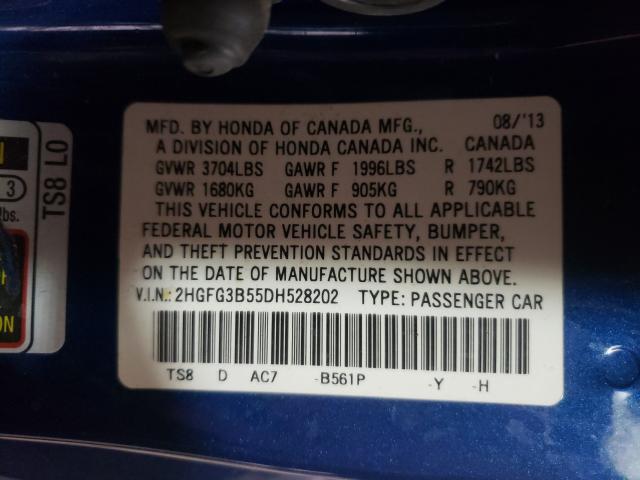 08/'13
MFD. BY HONDA OF CANADA MFG.,
A DIVISION OF HONDA CANADA INC. CANADA
GVWR 3704LBS GAWR F 1996LBS R 1742LBS
GVWR 1680KG GAWR F 905KG R 790KG
THIS VEHICLE CONFORMS TO ALL APPLICABLE
FEDERAL MOTOR VEHICLE SAFETY, BUMPER,
AND THEFT PREVENTION STANDARDS IN EFFECT
ON THE DATE OF MANUFACTURE SHOWN ABOVE.
V.I.N.: 2HGFG3B55DH528202 TYPE: PASSENGER CAR
TS8 D AC7 -B561P -Y -H
3
lbs.
ON
TS8 LO